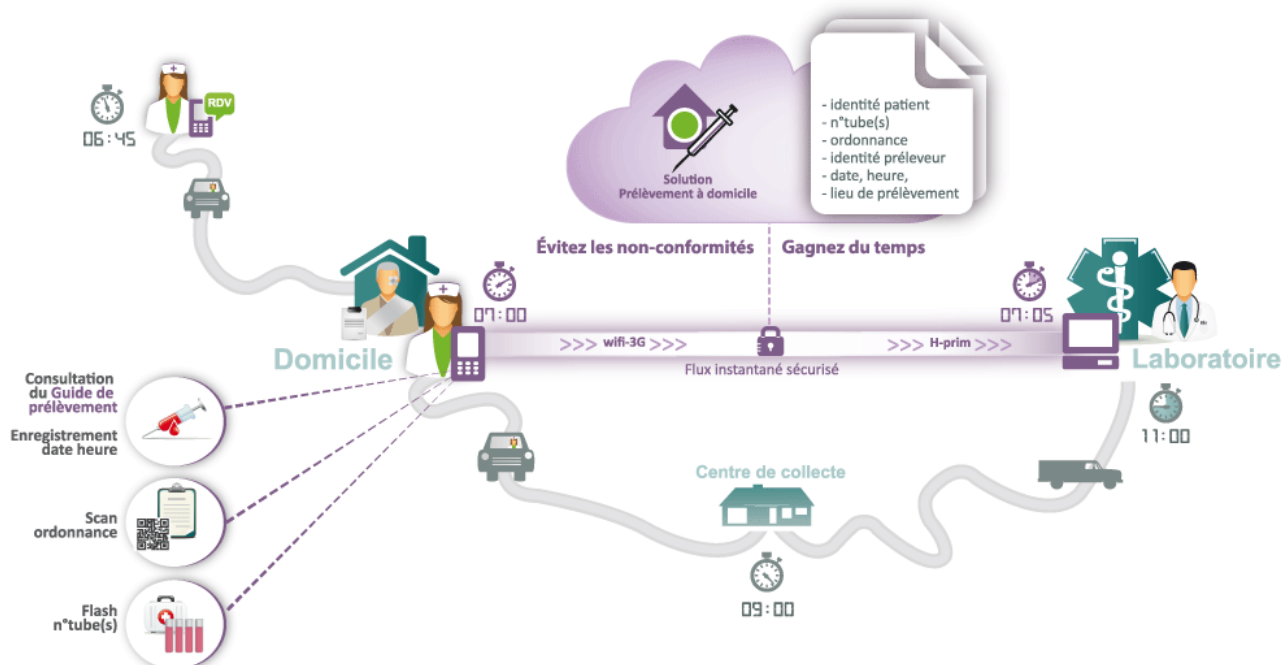 RDV
06:45
- identité patient
- n°tube(s)
- ordonnance
- identité préleveur
- date, heure,
- lieu de prélèvement
Solution
Prélèvement à domicile
Évitez les non-conformités
Gagnez du temps
07:00
07:05
>>> wifi-3G >>>
>>> H-prim >>>
Flux instantané sécurisé
Domicile
Laboratoire
Consultation
du Guide de
prélèvement
Enregistrement
date heure
11:00
Centre de collecte
Scan
ordonnance
09:00
Flash
n°tube(s)